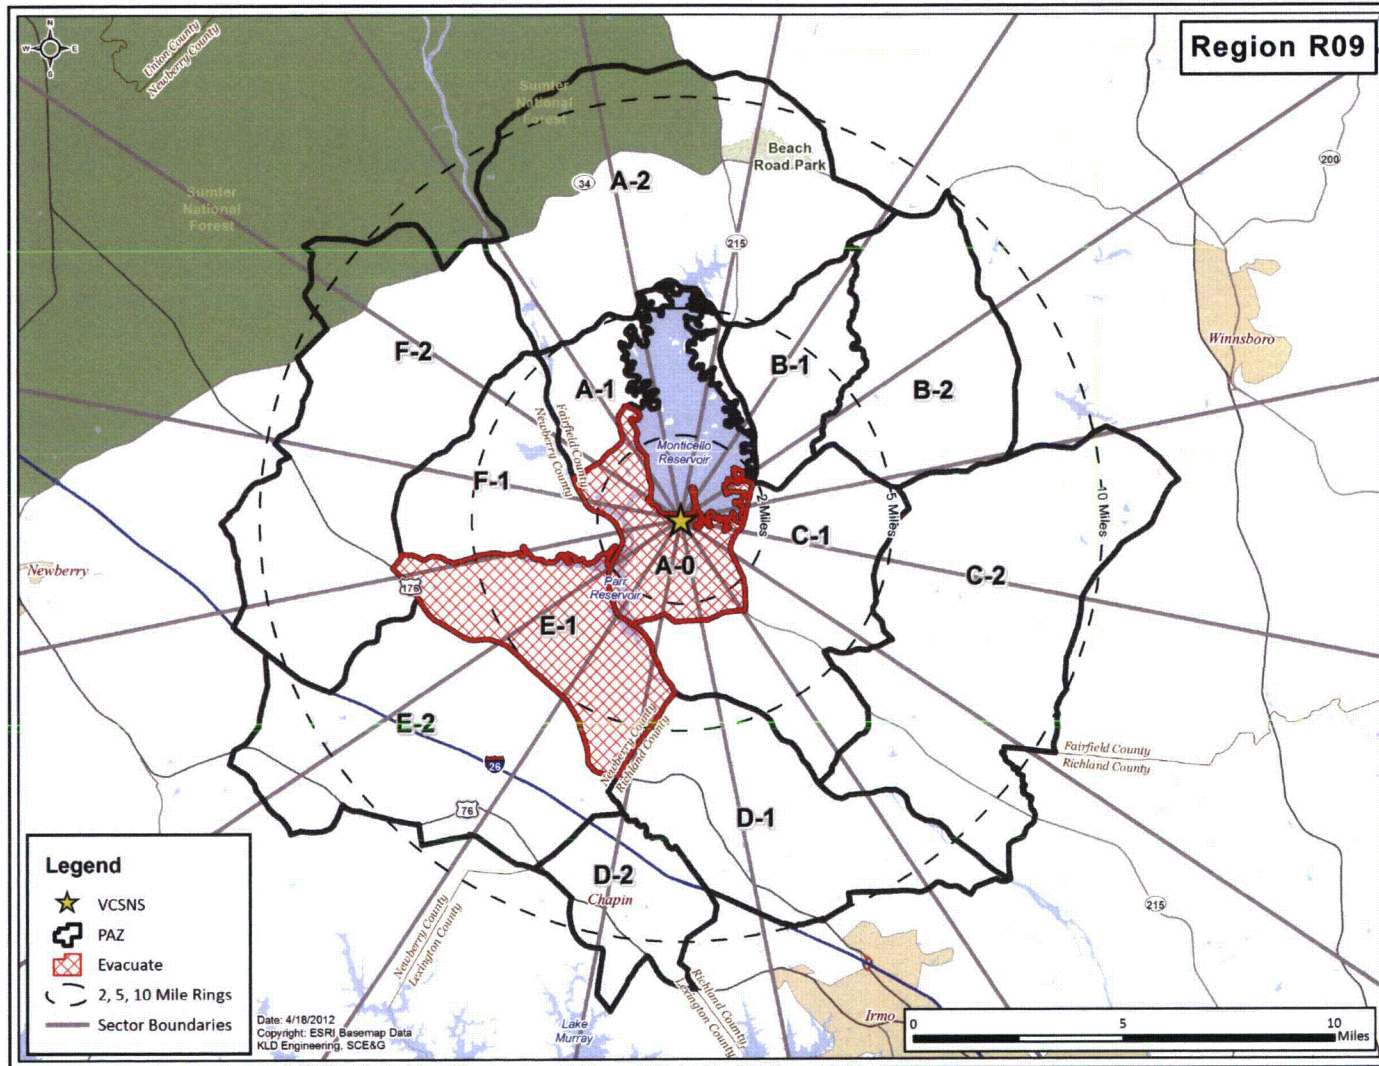 Region R09
N
W
E
S
Union County
Newberry County
Sumter
National
Forest
Beach
Road Park
200
34
A-2
Sumter
National
Forest
215
F-2
A-1
B-1
B-2
Winnsboro
Fairfield County
Newberry County
Monticello
Reservoir
F-1
2 Miles
5 Miles
10 Miles
C-1
C-2
A-0
Newberry
176
Parr
Reservoir
E-1
E-2
Newberry County
Richland County
Fairfield County
Richland County
26
76
D-1
D-2
Chapin
Newberry County
Lexington County
215
Richland County
Lexington County
Irmo
Lake
Murray
Legend
VCSNS
PAZ
Evacuate
2, 5, 10 Mile Rings
Sector Boundaries
Date: 4/18/2012
Copyright: ESRI Basemap Data
KLD Engineering, SCE&G
0
5
10
Miles